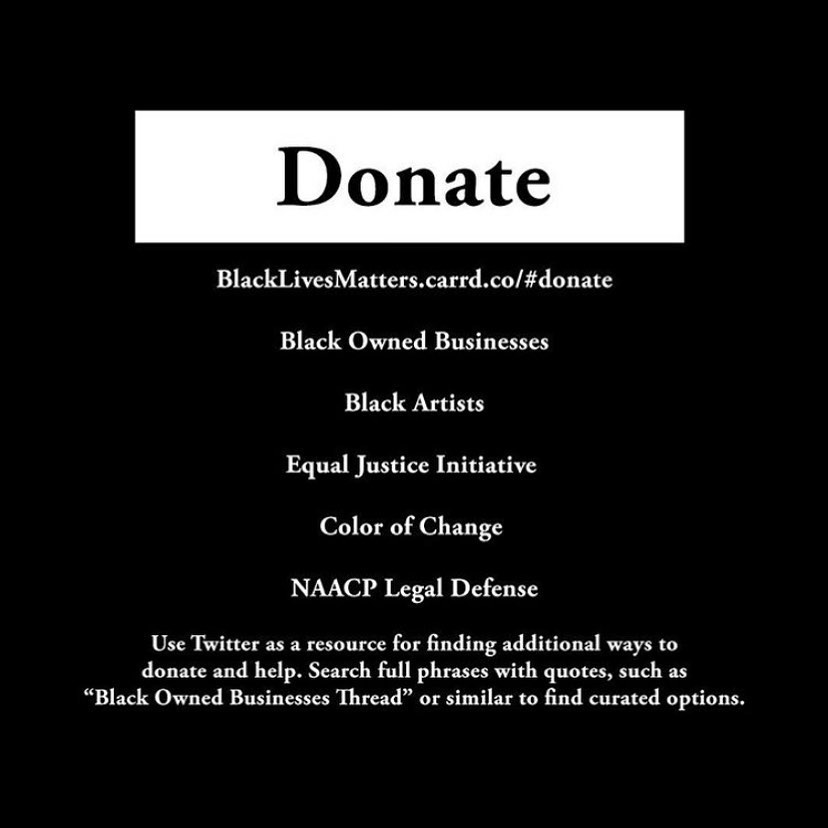 Donate
BlackLivesMatters.carrd.co/#donate
Black Owned Businesses
Black Artists
Equal Justice Initiative
Color of Change
NAACP Legal Defense
Use Twitter as a resource for finding additional ways to
donate and help. Search full phrases with quotes, such as
“Black Owned Businesses Thread” or similar to find curated options.